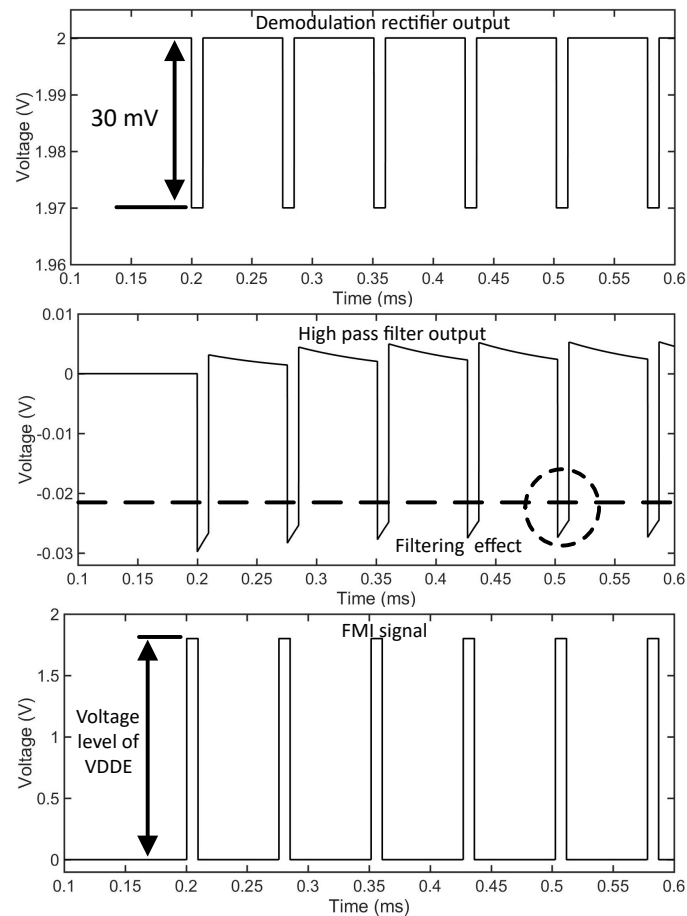 Demodulation rectifier output
2
1.99
1.98
1.97
1.96
Voltage (V)
30 mV
0.1 0.15 0.2 0.25 0.3 0.35 0.4 0.45 0.5 0.55 0.6
Time (ms)
High pass filter output
0.01
0
-0.01
-0.02
-0.03
Voltage (V)
Filtering effect
0.1 0.15 0.2 0.25 0.3 0.35 0.4 0.45 0.5 0.55 0.6
Time (ms)
FMI signal
2
1.5
1
0.5
0
Voltage (V)
Voltage
level of
VDDE
0.1 0.15 0.2 0.25 0.3 0.35 0.4 0.45 0.5 0.55 0.6
Time (ms)